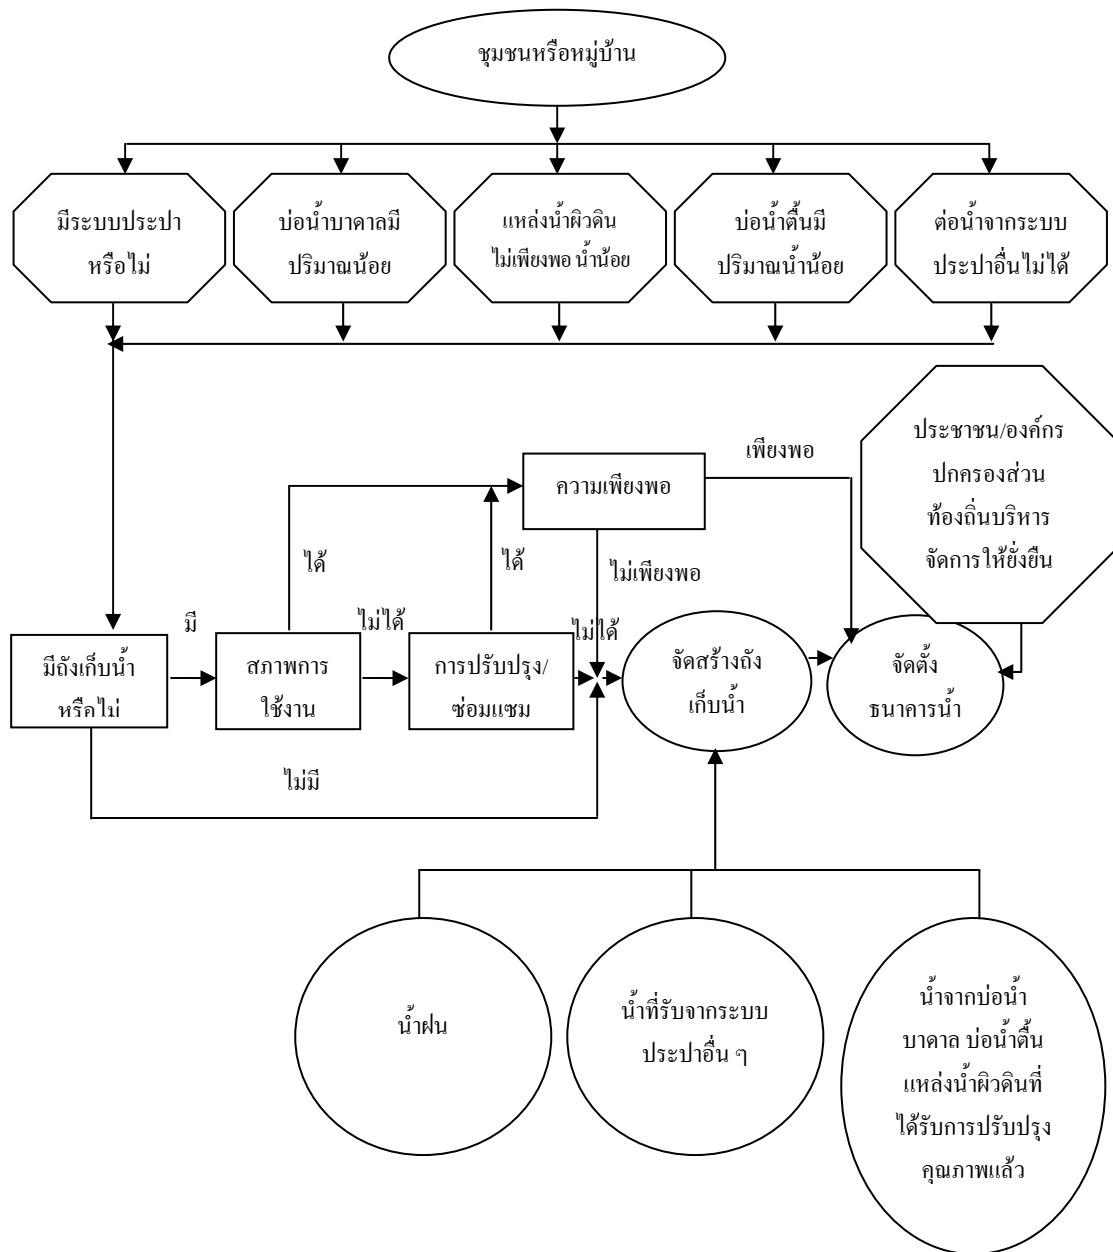 ชุมชนหรือหมู่บ้าน
มีระบบประปา
หรือไม่
บ่อน้ำบาดาลมี
ปริมาณน้อย
แหล่งน้ำผิวดิน
ไม่เพียงพอ น้ำน้อย
บ่อน้ำตื้นมี
ปริมาณน้ำน้อย
ต่อน้ำจากระบบ
ประปาอื่นไม่ได้
ประชาชน/องค์กร
ปกครองส่วน
ท้องถิ่นบริหาร
จัดการให้ยั่งยืน
เพียงพอ
ความเพียงพอ
ได้
ได้
ไม่เพียงพอ
มี
ไม่ได้
ไม่ได้
มีถังเก็บน้ำ
หรือไม่
สภาพการ
ใช้งาน
การปรับปรุง/
ซ่อมแซม
จัดสร้างถัง
เก็บน้ำ
จัดตั้ง
ธนาคารน้ำ
ไม่มี
น้ำฝน
น้ำที่รับจากระบบ
ประปาอื่น ๆ
น้ำจากบ่อน้ำ
บาดาล บ่อน้ำตื้น
แหล่งน้ำผิวดินที่
ได้รับการปรับปรุง
คุณภาพแล้ว